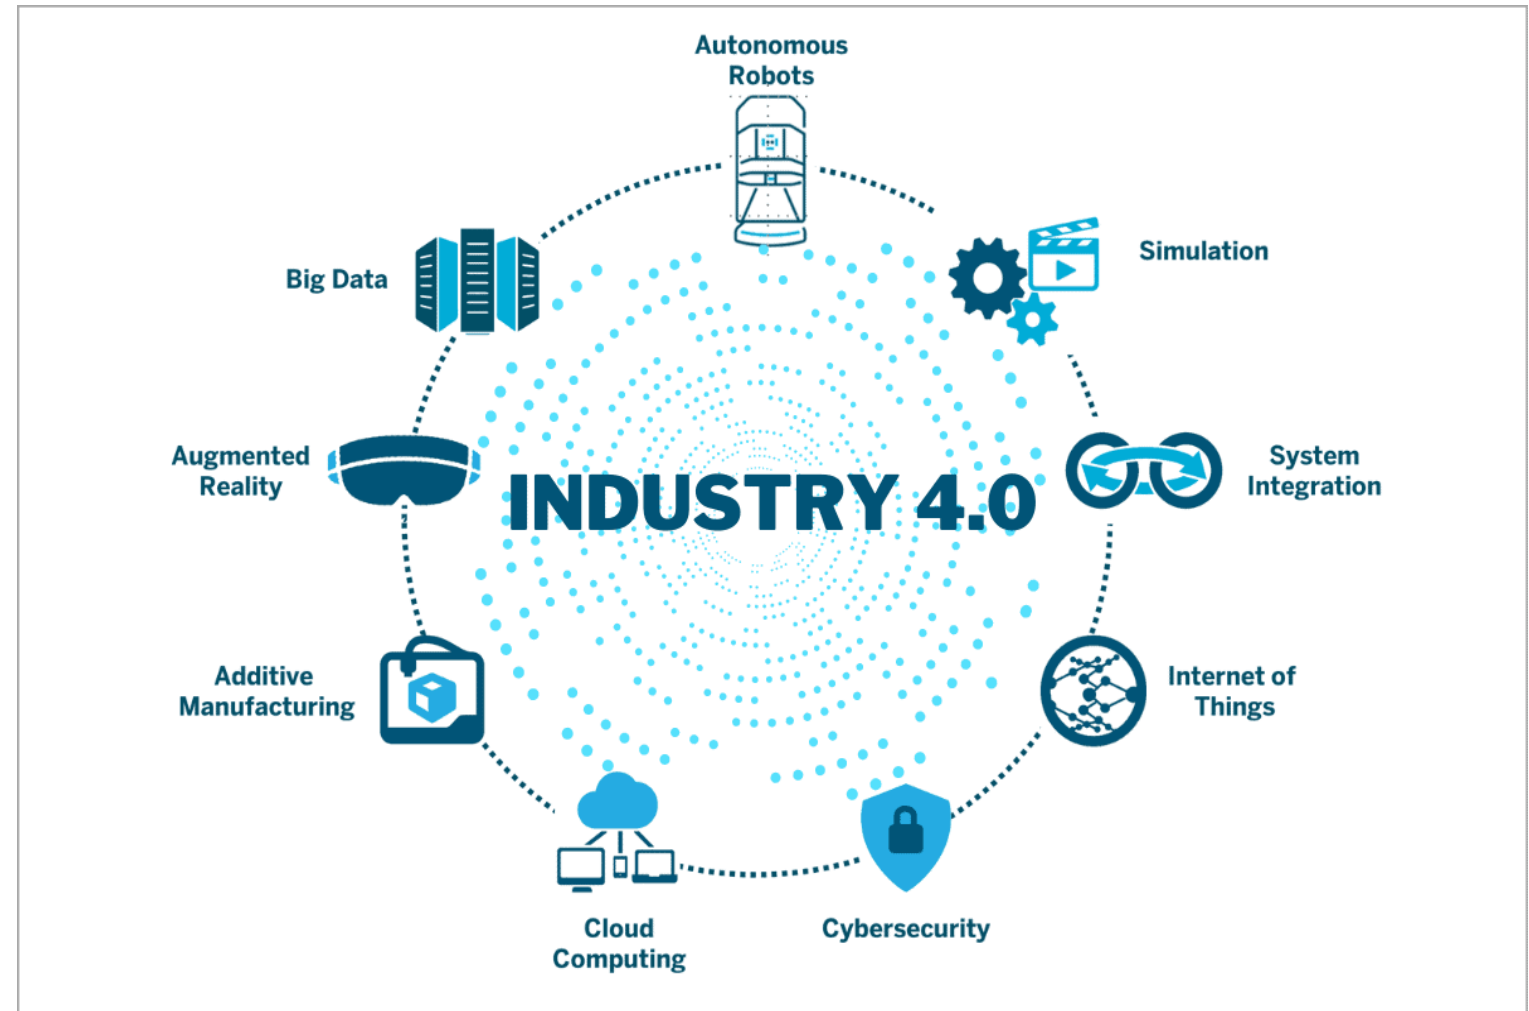 Autonomous
Robots
Simulation
Big Data
Augmented
Reality
INDUSTRY 4.0
System
Integration
Additive
Manufacturing
Internet of
Things
Cloud
Computing
Cybersecurity